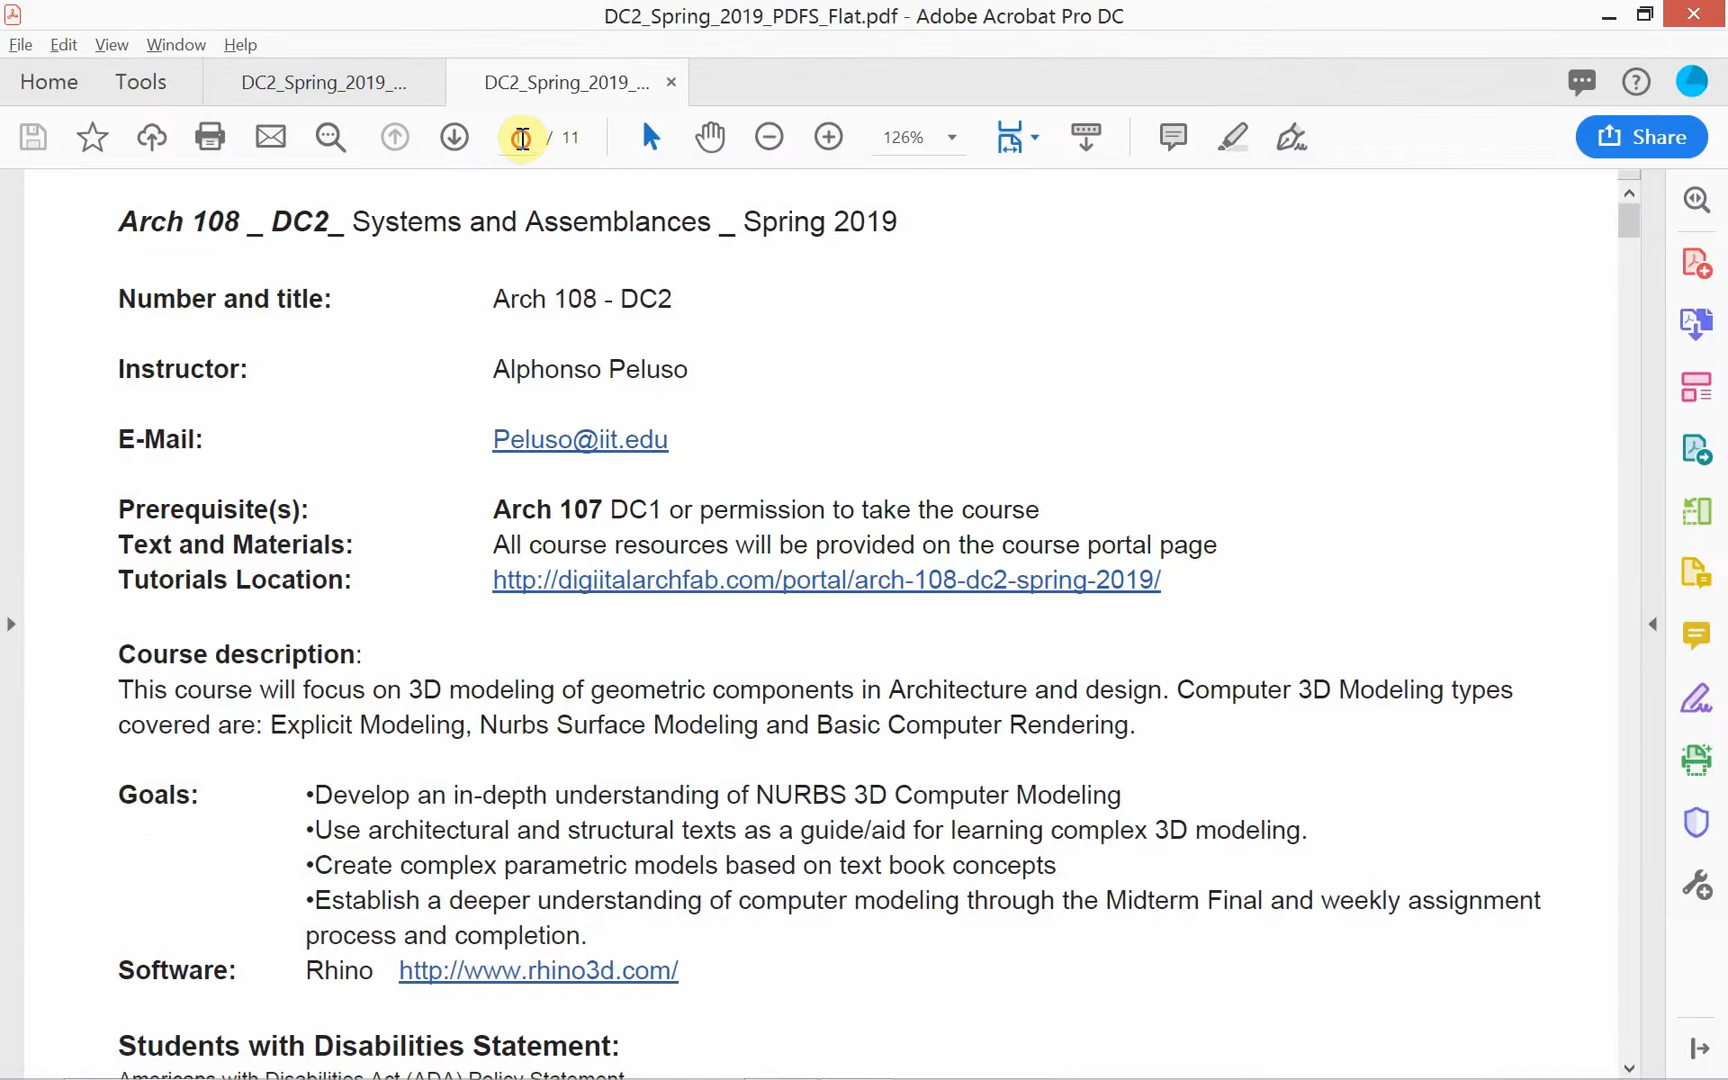 DC2_Spring_2019_PDFS_Flat.pdf - Adobe Acrobat Pro DC
File Edit View Window Help
Home Tools DC2_Spring_2019_... DC2_Spring_2019_...
/ 11 126% Share
Arch 108 _ DC2_ Systems and Assemblances _ Spring 2019
Number and title: Arch 108 - DC2
Instructor: Alphonso Peluso
E-Mail: Peluso@iit.edu
Prerequisite(s): Arch 107 DC1 or permission to take the course
Text and Materials: All course resources will be provided on the course portal page
Tutorials Location: http://digiitalarchfab.com/portal/arch-108-dc2-spring-2019/
Course description:
This course will focus on 3D modeling of geometric components in Architecture and design. Computer 3D Modeling types
covered are: Explicit Modeling, Nurbs Surface Modeling and Basic Computer Rendering.
Goals: •Develop an in-depth understanding of NURBS 3D Computer Modeling
•Use architectural and structural texts as a guide/aid for learning complex 3D modeling.
•Create complex parametric models based on text book concepts
•Establish a deeper understanding of computer modeling through the Midterm Final and weekly assignment
process and completion.
Software: Rhino http://www.rhino3d.com/
Students with Disabilities Statement:
Americans with Disabilities Act (ADA) Policy Statement